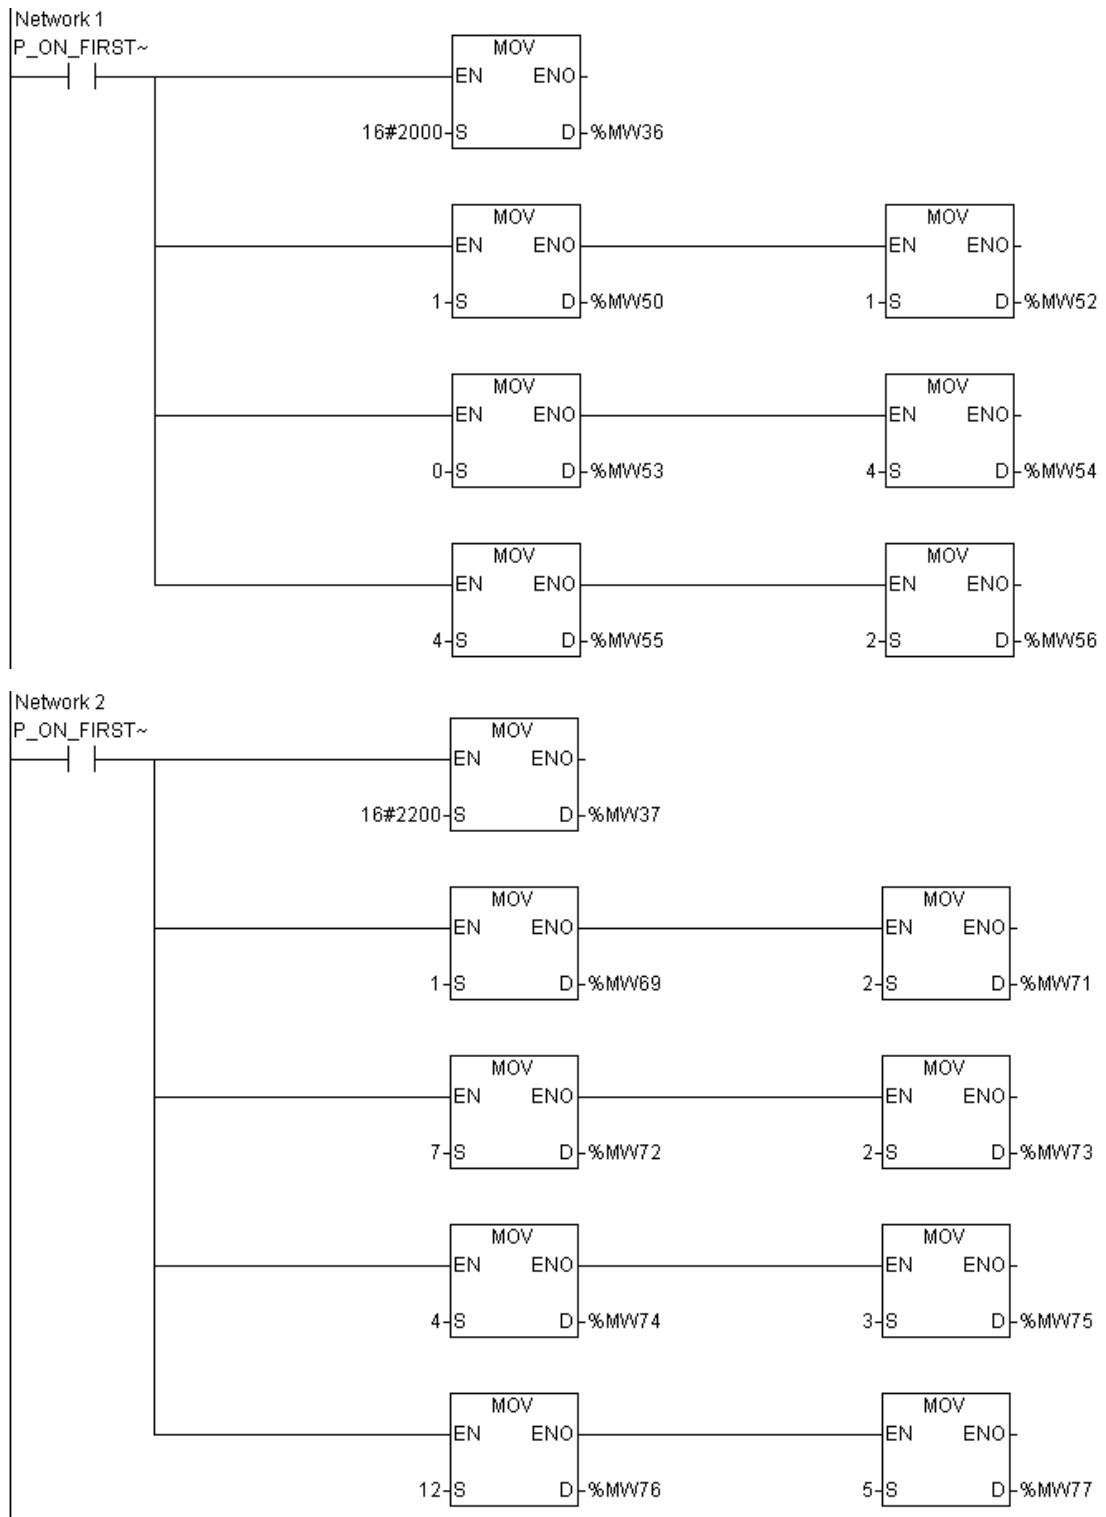 Network 1
P_ON_FIRST~
MOV
EN ENO
16#2000 S D %MW36
MOV MOV
EN ENO EN ENO
1 S D %MW50 1 S D %MW52
MOV MOV
EN ENO EN ENO
0 S D %MW53 4 S D %MW54
MOV MOV
EN ENO EN ENO
4 S D %MW55 2 S D %MW56
Network 2
P_ON_FIRST~
MOV
EN ENO
16#2200 S D %MW37
MOV MOV
EN ENO EN ENO
1 S D %MW69 2 S D %MW71
MOV MOV
EN ENO EN ENO
7 S D %MW72 2 S D %MW73
MOV MOV
EN ENO EN ENO
4 S D %MW74 3 S D %MW75
MOV MOV
EN ENO EN ENO
12 S D %MW76 5 S D %MW77